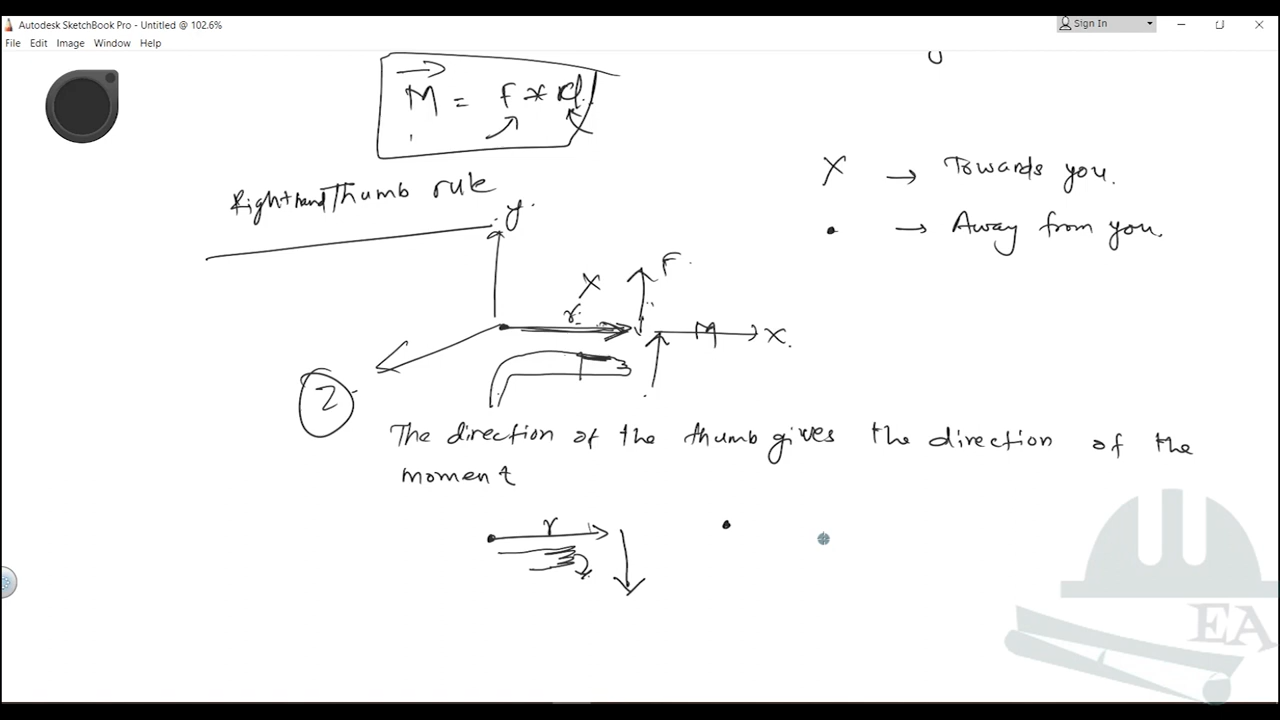 Autodesk SketchBook Pro - Untitled @ 102.6%
Sign In
File Edit Image Window Help
M = F * d
Right hand Thumb rule
X → Towards you.
• → Away from you.
y
F
X
r
M
X
Z
The direction of the thumb gives the direction of the
moment
r
EA